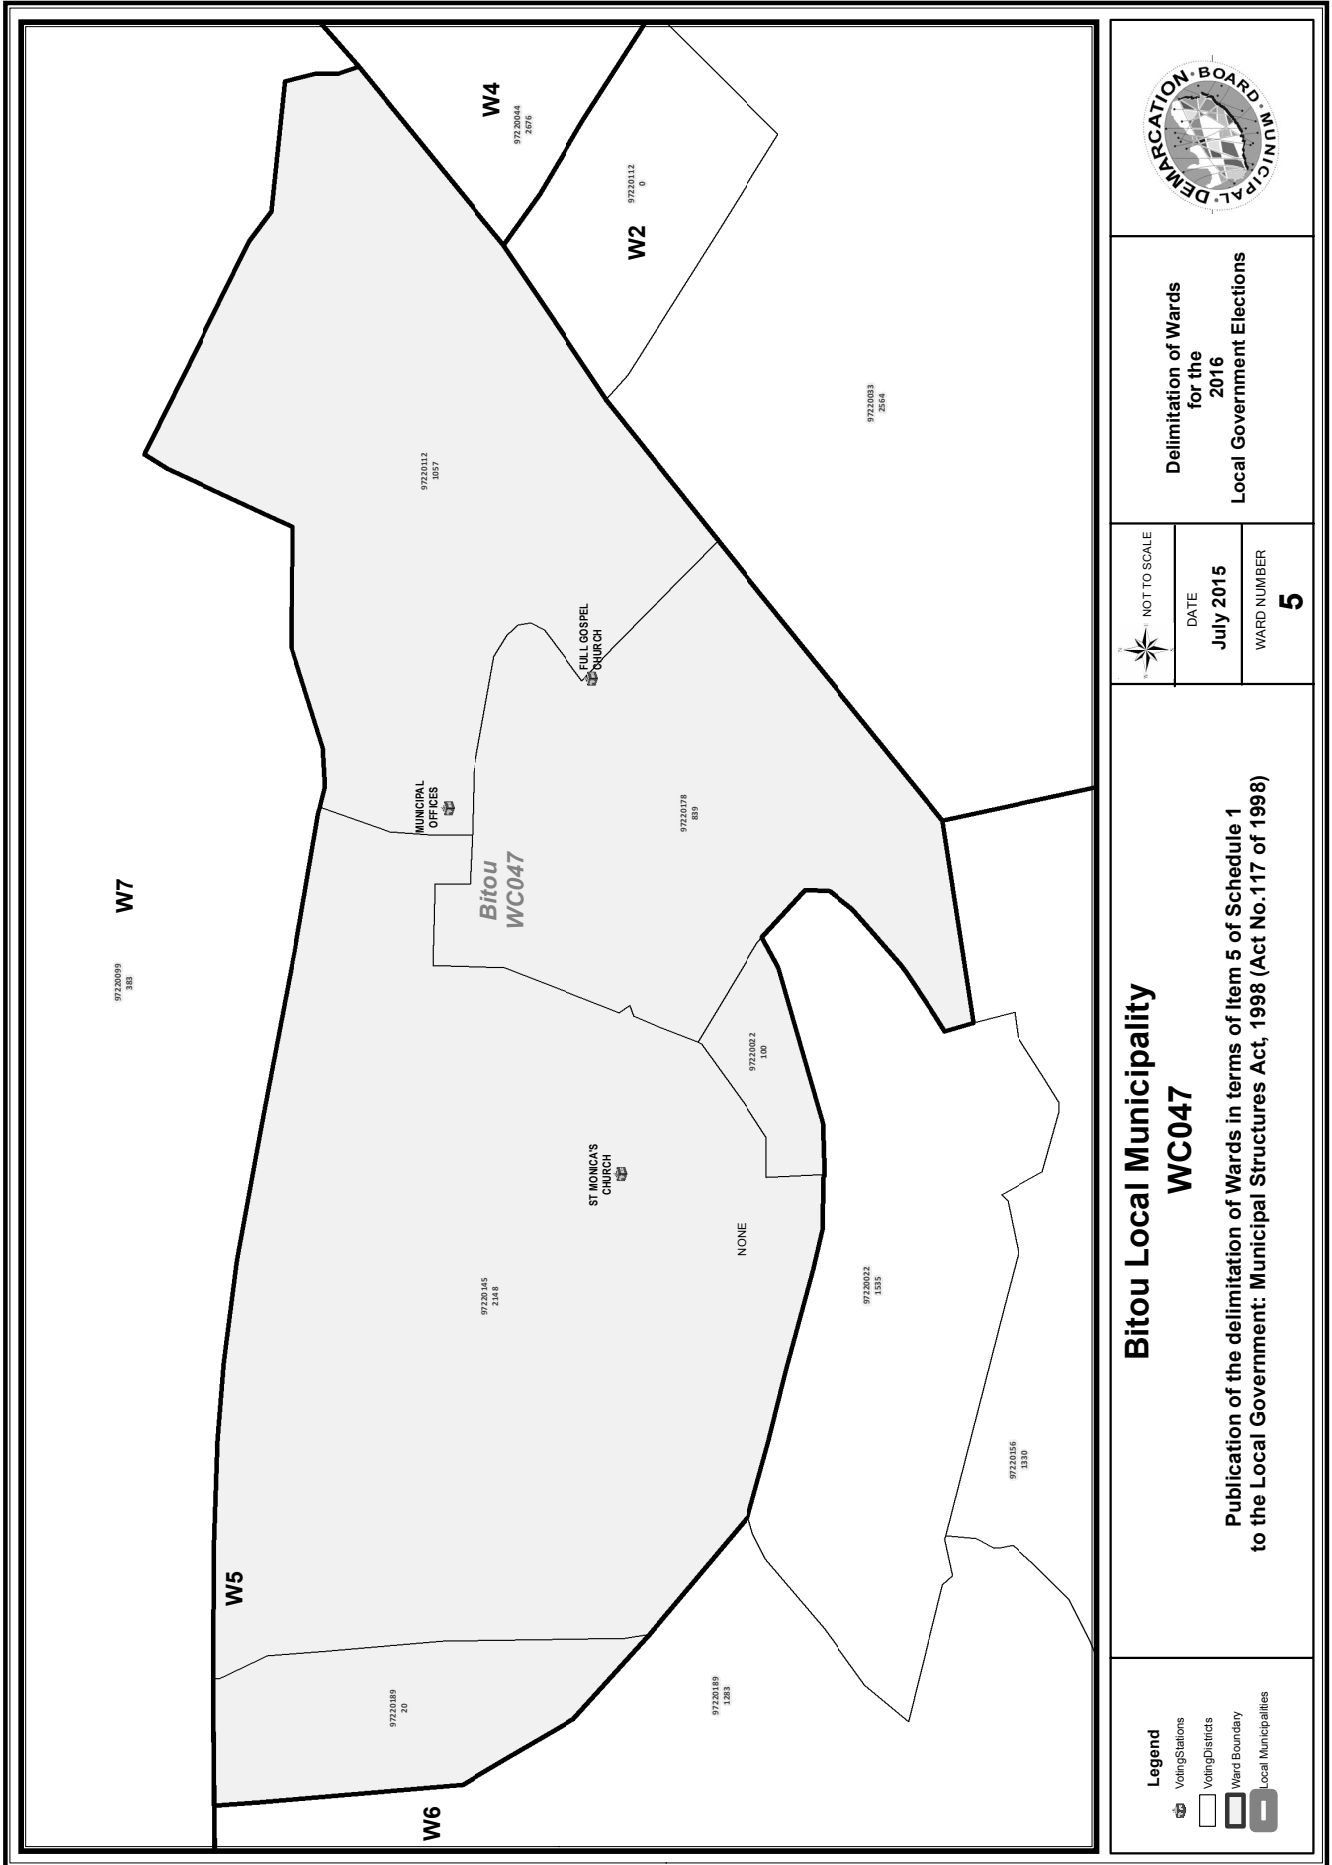 W7
97220099
383
W4
97220044
2676
97220112
0
W2
97220033
2564
97220112
1057
FULL GOSPEL
CHURCH
MUNICIPAL
OFFICES
Bitou
WC047
97220178
839
97220022
100
ST MONICA'S
CHURCH
NONE
97220145
2148
97220022
1535
97220156
1330
W5
97220189
20
97220189
1283
W6
Legend
VotingStations
VotingDistricts
Ward Boundary
Local Municipalities
Bitou Local Municipality
WC047
Publication of the delimitation of Wards in terms of Item 5 of Schedule 1
to the Local Government: Municipal Structures Act, 1998 (Act No.117 of 1998)
N
W
E
S
NOT TO SCALE
DATE
July 2015
WARD NUMBER
5
Delimitation of Wards
for the
2016
Local Government Elections
MUNICIPAL · DEMARCATION · BOARD ·